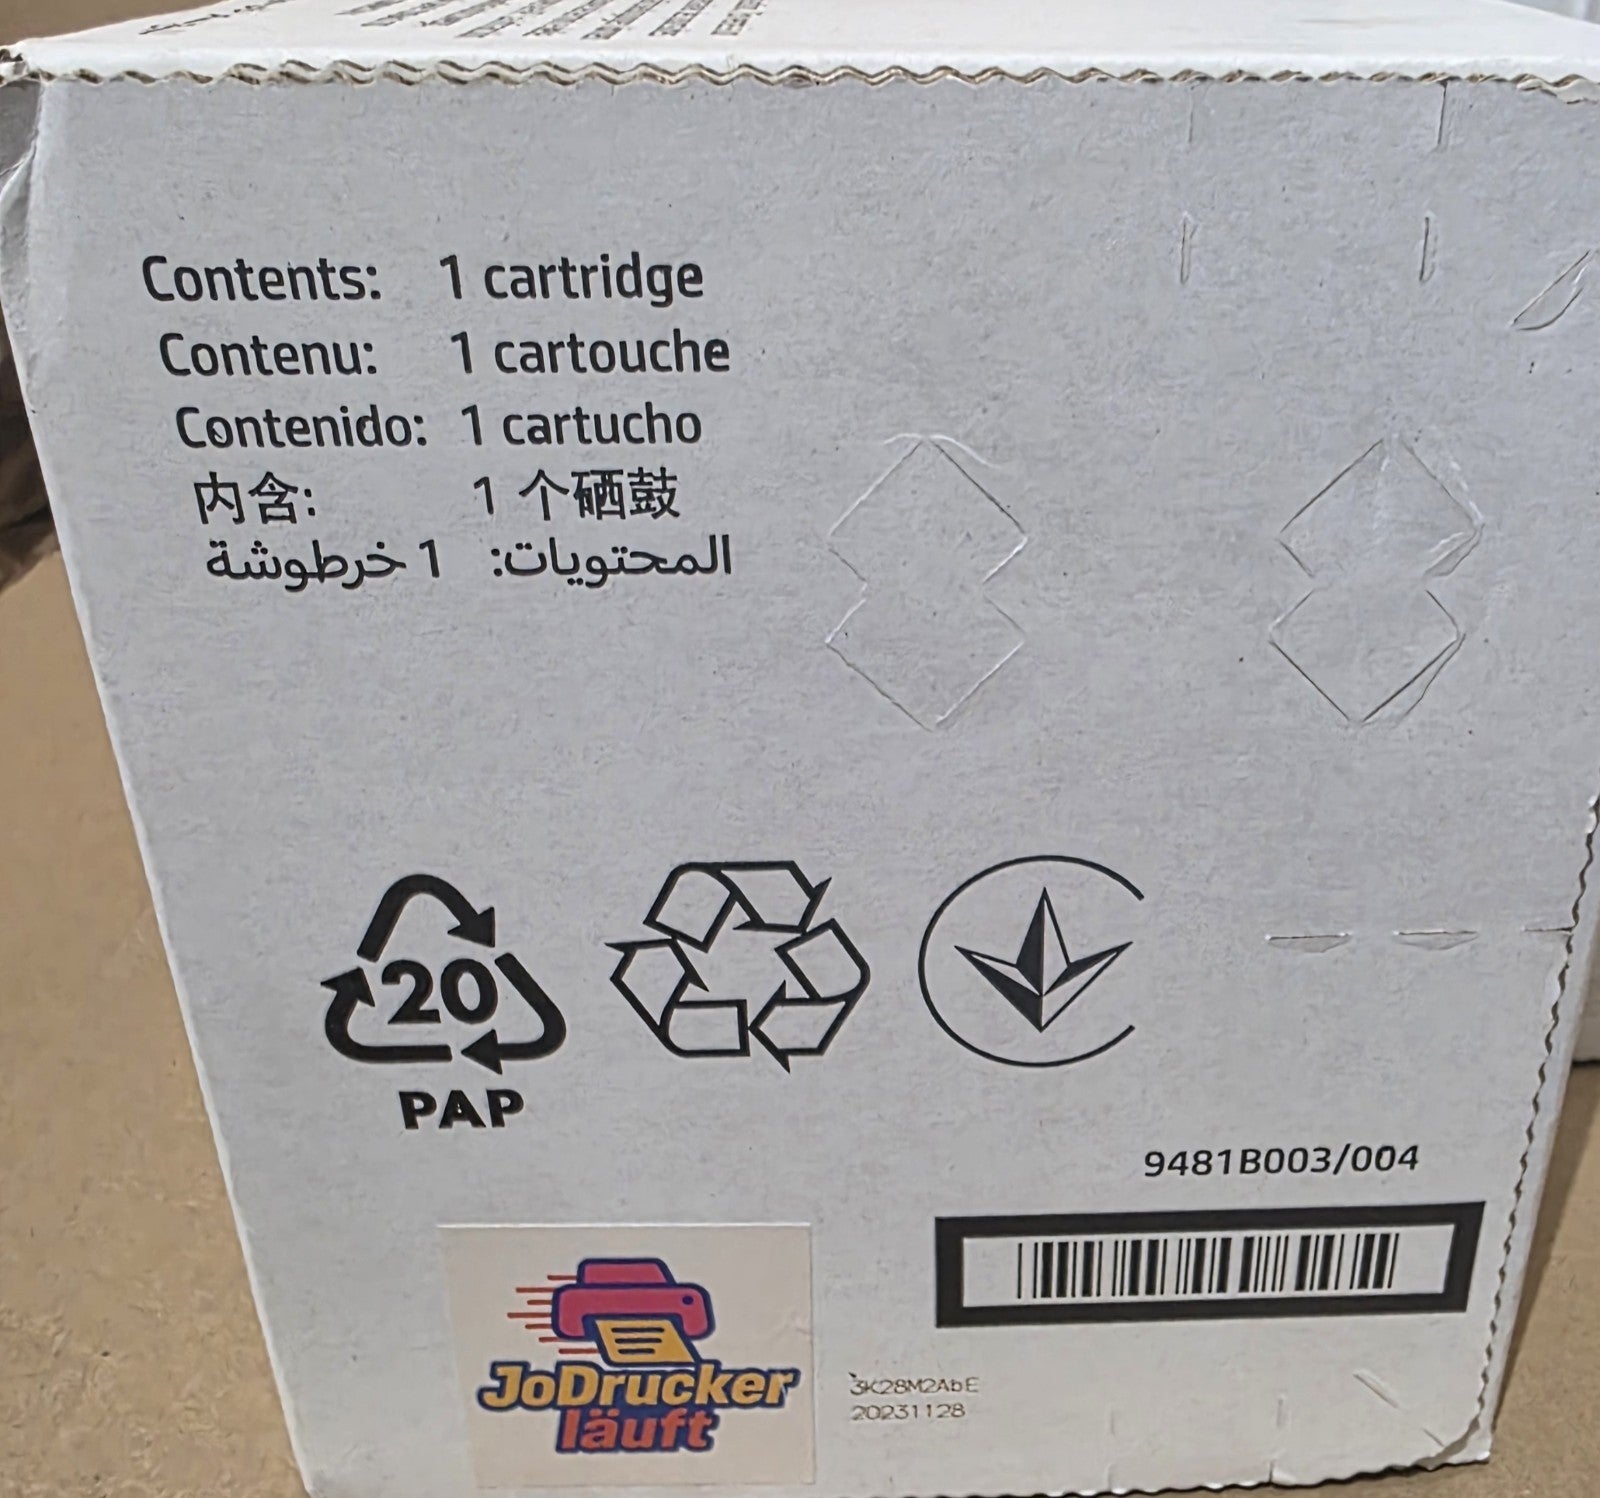 Contents: 1 cartridge
Contenu: 1 cartouche
Contenido: 1 cartucho
内含: 1 个硒鼓
المحتويات: 1 خرطوشة
20
PAP
9481B003/004
JoDrucker
läuft
3K28M2AbE
20231128